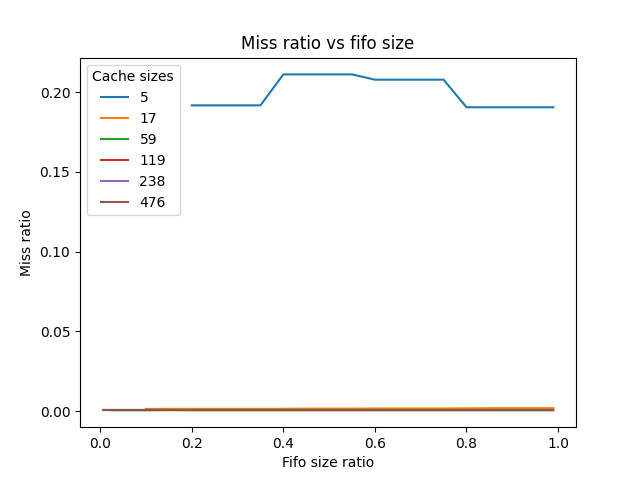 Miss ratio vs fifo size
Cache sizes
5
17
59
119
238
476
0.20
0.15
0.10
0.05
0.00
Miss ratio
0.0 0.2 0.4 0.6 0.8 1.0
Fifo size ratio